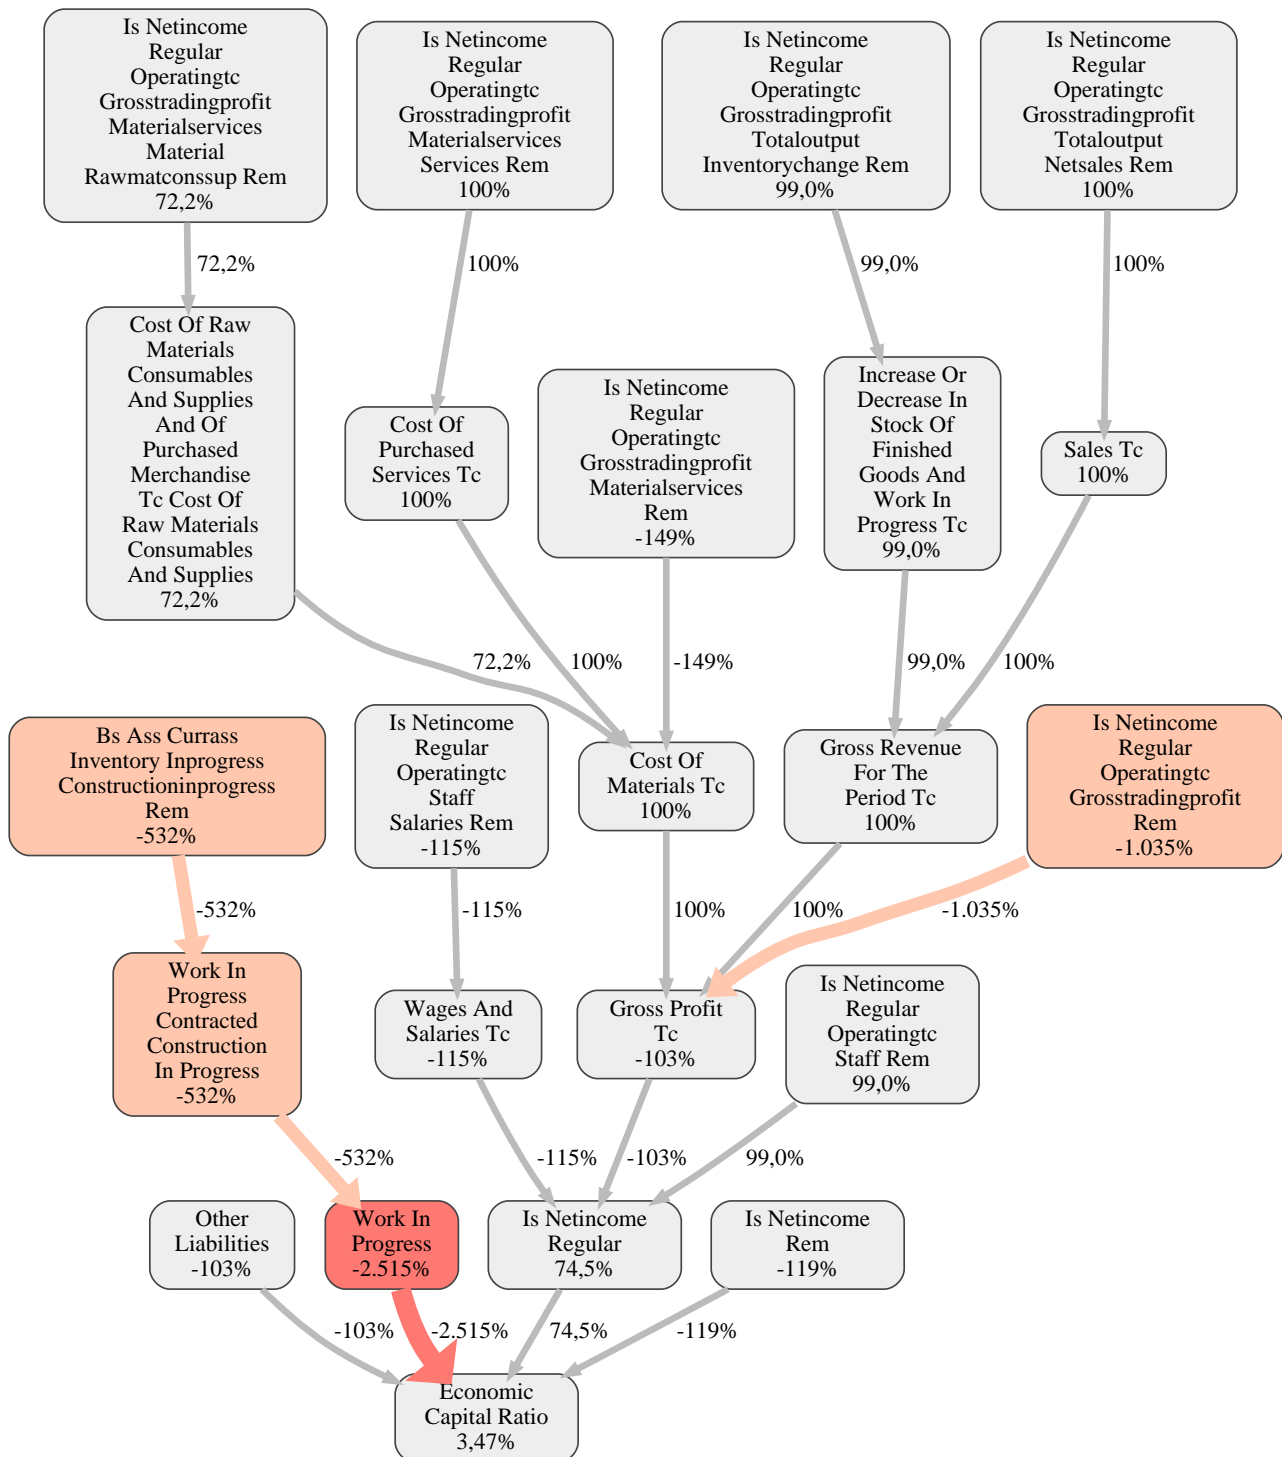 Is Netincome
Regular
Operatingtc
Grosstradingprofit
Materialservices
Material
Rawmatconssup Rem
72,2%
Is Netincome
Regular
Operatingtc
Grosstradingprofit
Materialservices
Services Rem
100%
Is Netincome
Regular
Operatingtc
Grosstradingprofit
Totaloutput
Inventorychange Rem
99,0%
Is Netincome
Regular
Operatingtc
Grosstradingprofit
Totaloutput
Netsales Rem
100%
72,2%
100%
99,0%
100%
Cost Of Raw
Materials
Consumables
And Supplies
And Of
Purchased
Merchandise
Tc Cost Of
Raw Materials
Consumables
And Supplies
72,2%
Cost Of
Purchased
Services Tc
100%
Is Netincome
Regular
Operatingtc
Grosstradingprofit
Materialservices
Rem
-149%
Increase Or
Decrease In
Stock Of
Finished
Goods And
Work In
Progress Tc
99,0%
Sales Tc
100%
72,2%
100%
-149%
99,0%
100%
Bs Ass Currass
Inventory Inprogress
Constructioninprogress
Rem
-532%
Is Netincome
Regular
Operatingtc
Staff
Salaries Rem
-115%
Cost Of
Materials Tc
100%
Gross Revenue
For The
Period Tc
100%
Is Netincome
Regular
Operatingtc
Grosstradingprofit
Rem
-1.035%
-532%
-115%
100%
100%
-1.035%
Work In
Progress
Contracted
Construction
In Progress
-532%
Wages And
Salaries Tc
-115%
Gross Profit
Tc
-103%
Is Netincome
Regular
Operatingtc
Staff Rem
99,0%
-532%
-115%
-103%
99,0%
Other
Liabilities
-103%
Work In
Progress
-2.515%
Is Netincome
Regular
74,5%
Is Netincome
Rem
-119%
-103%
-2.515%
74,5%
-119%
Economic
Capital Ratio
3,47%